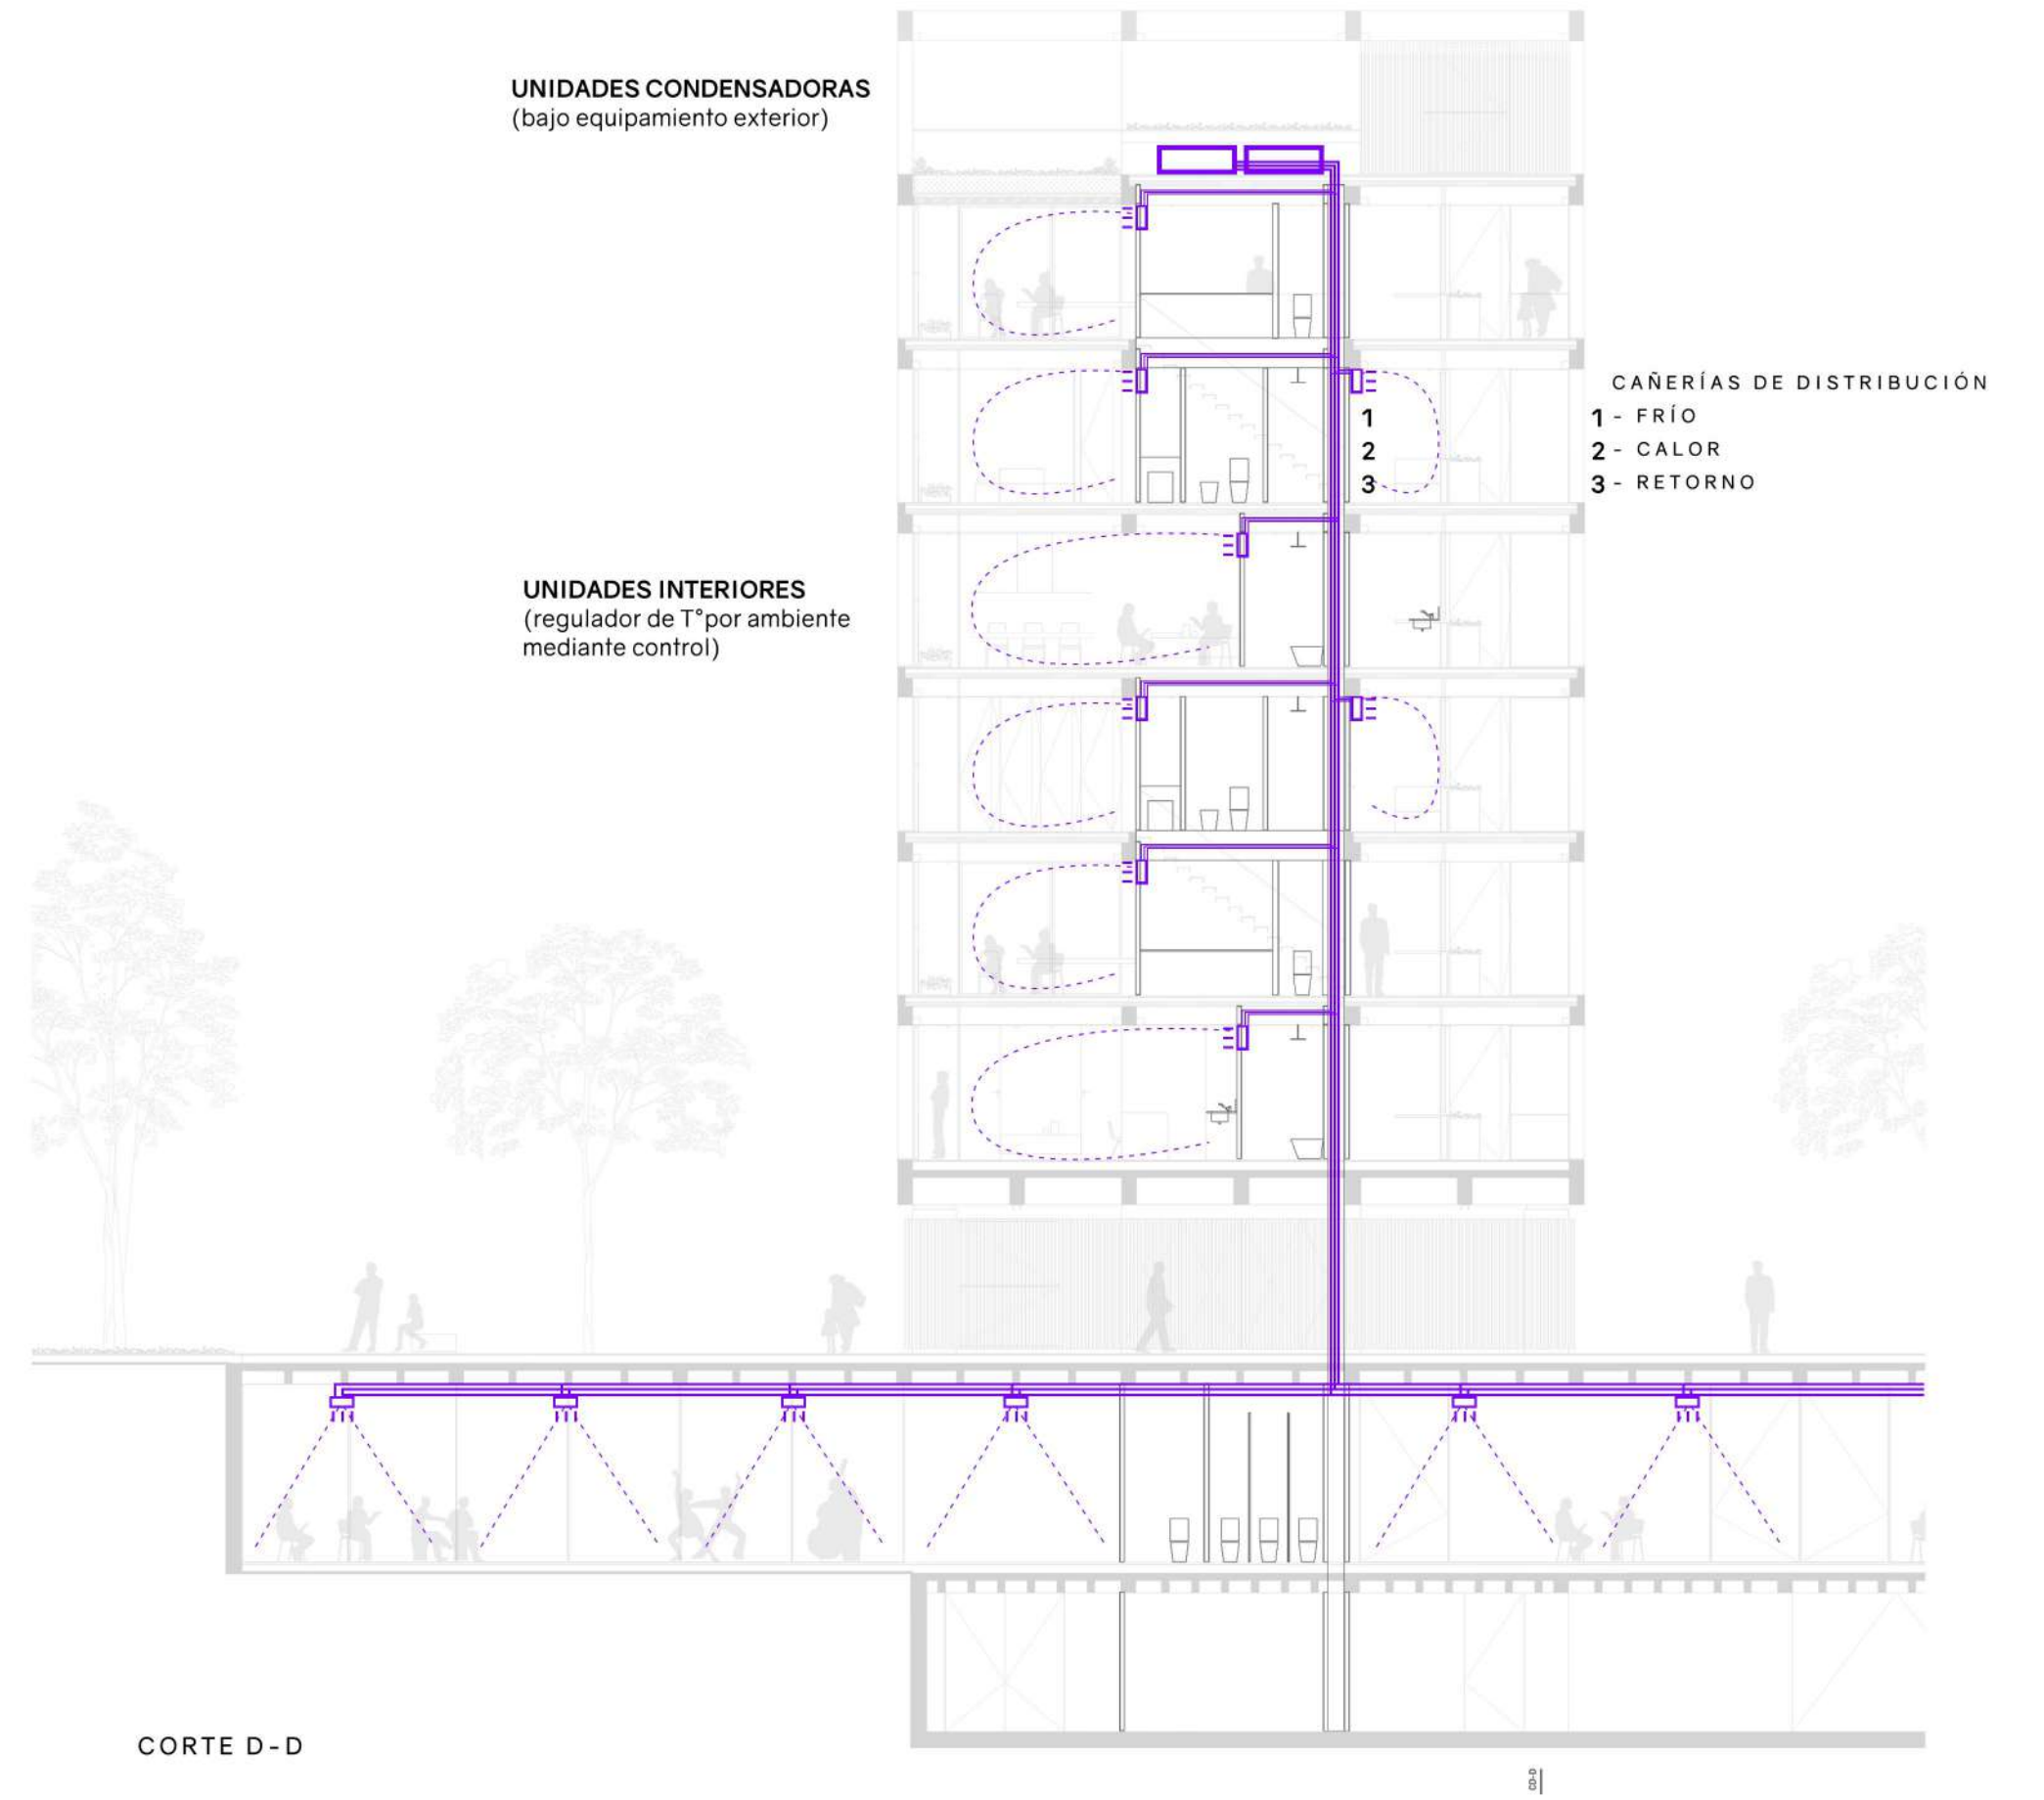 UNIDADES CONDENSADORAS
(bajo equipamiento exterior)
CAÑERÍAS DE DISTRIBUCIÓN
1 - FRÍO
2 - CALOR
3 - RETORNO
1
2
3
UNIDADES INTERIORES
(regulador de T°por ambiente
mediante control)
CORTE D-D